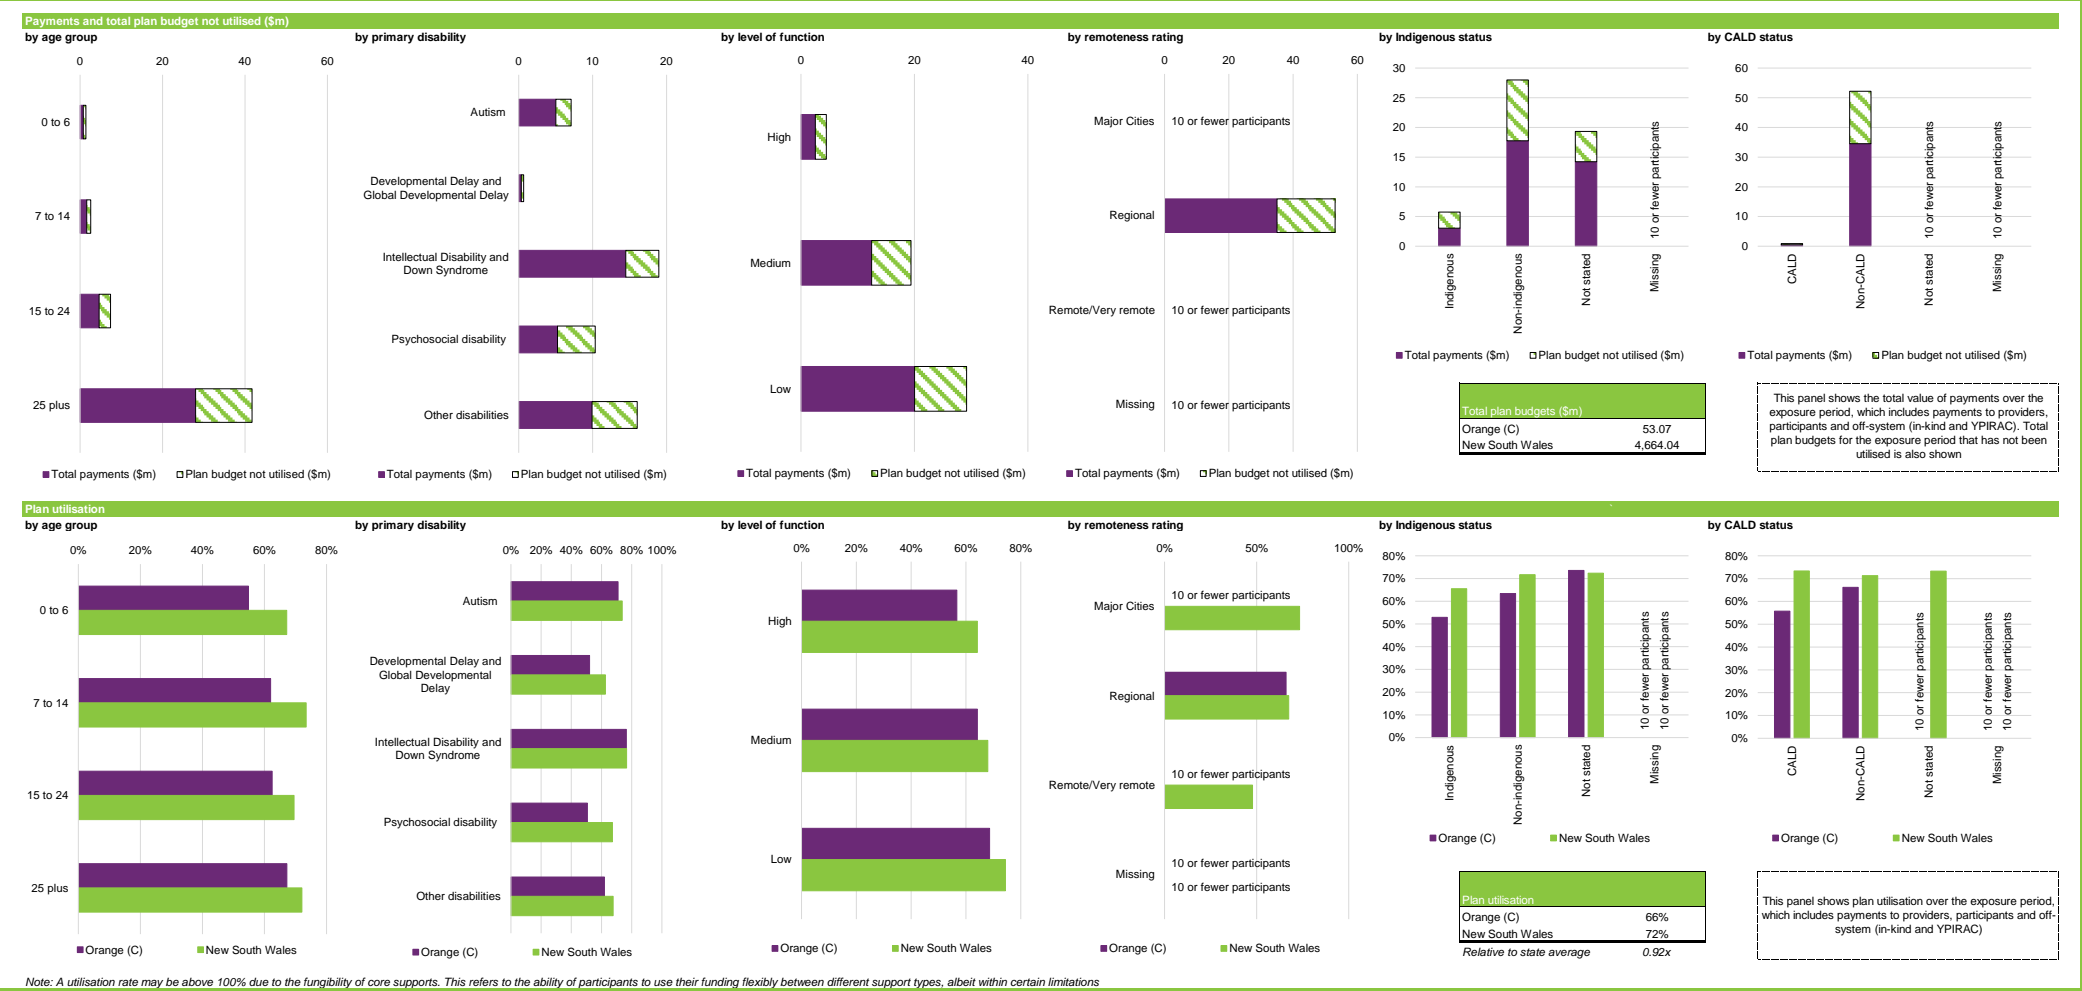 Payments and total plan budget not utilised ($m)
by age group
0 20 40 60
0 to 6
7 to 14
15 to 24
25 plus
Total payments ($m) Plan budget not utilised ($m)
by primary disability
0 10 20
Autism
Developmental Delay and
Global Developmental Delay
Intellectual Disability and
Down Syndrome
Psychosocial disability
Other disabilities
Total payments ($m) Plan budget not utilised ($m)
by level of function
0 20 40
High
Medium
Low
Total payments ($m) Plan budget not utilised ($m)
by remoteness rating
0 20 40 60
Major Cities 10 or fewer participants
Regional
Remote/Very remote 10 or fewer participants
Missing 10 or fewer participants
Total payments ($m) Plan budget not utilised ($m)
by Indigenous status
30
25
20
15
10
5
0
10 or fewer participants
Indigenous
Non-indigenous
Not stated
Missing
Total payments ($m) Plan budget not utilised ($m)
by CALD status
60
50
40
30
20
10
0
10 or fewer participants
10 or fewer participants
CALD
Non-CALD
Not stated
Missing
Total payments ($m) Plan budget not utilised ($m)
Total plan budgets ($m)
Orange (C) 53.07
New South Wales 4,664.04
This panel shows the total value of payments over the
exposure period, which includes payments to providers,
participants and off-system (in-kind and YPIRAC). Total
plan budgets for the exposure period that has not been
utilised is also shown
Plan utilisation
by age group
0% 20% 40% 60% 80%
0 to 6
7 to 14
15 to 24
25 plus
Orange (C) New South Wales
by primary disability
0% 20% 40% 60% 80% 100%
Autism
Developmental Delay and
Global Developmental
Delay
Intellectual Disability and
Down Syndrome
Psychosocial disability
Other disabilities
Orange (C) New South Wales
by level of function
0% 20% 40% 60% 80%
High
Medium
Low
Orange (C) New South Wales
by remoteness rating
0% 50% 100%
10 or fewer participants
Major Cities
Regional
10 or fewer participants
Remote/Very remote
10 or fewer participants
Missing
10 or fewer participants
Orange (C) New South Wales
by Indigenous status
80%
70%
60%
50%
40%
30%
20%
10%
0%
10 or fewer participants
10 or fewer participants
Indigenous
Non-indigenous
Not stated
Missing
Orange (C) New South Wales
by CALD status
80%
70%
60%
50%
40%
30%
20%
10%
0%
10 or fewer participants
10 or fewer participants
10 or fewer participants
CALD
Non-CALD
Not stated
Missing
Orange (C) New South Wales
Plan utilisation
Orange (C) 66%
New South Wales 72%
Relative to state average 0.92x
This panel shows plan utilisation over the exposure period,
which includes payments to providers, participants and off-
system (in-kind and YPIRAC)
Note: A utilisation rate may be above 100% due to the fungibility of core supports. This refers to the ability of participants to use their funding flexibly between different support types, albeit within certain limitations